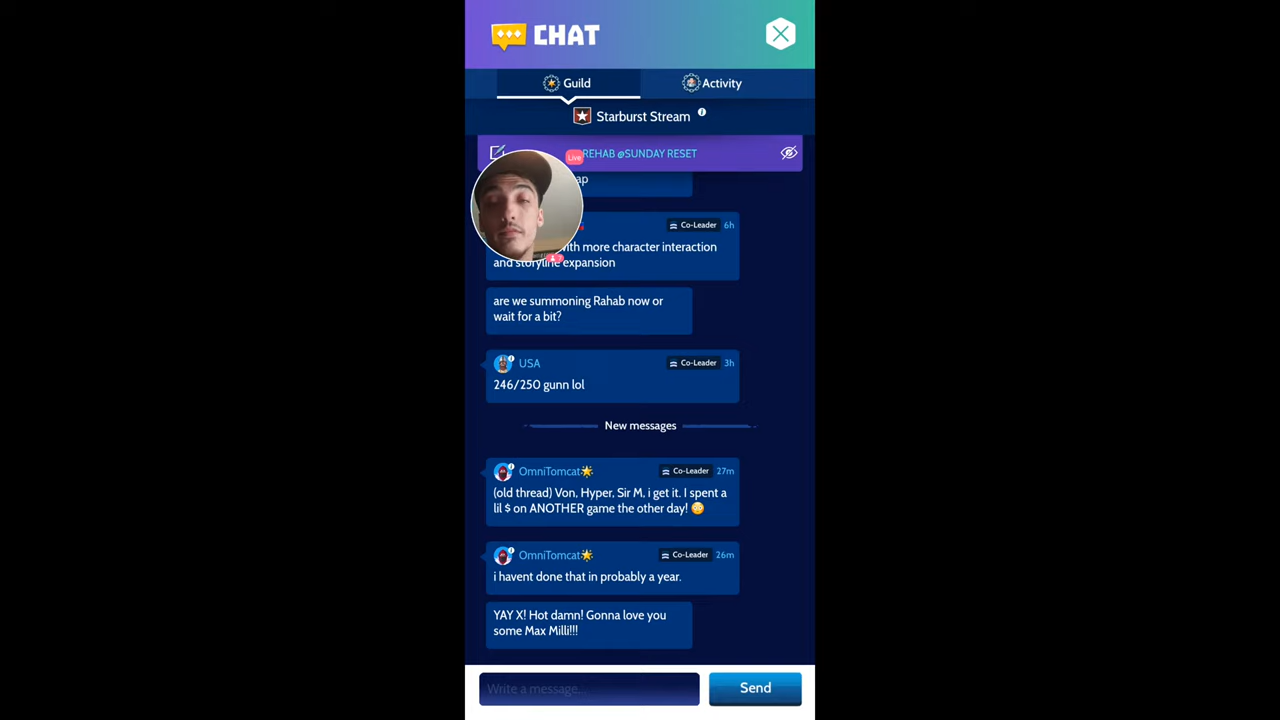 CHAT
Guild
Activity
Starburst Stream
REHAB @SUNDAY RESET
Live
Co-Leader 6h
with more character interaction
and storyline expansion
are we summoning Rahab now or
wait for a bit?
USA Co-Leader 3h
246/250 gunn lol
New messages
OmniTomcat🌟 Co-Leader 27m
(old thread) Von, Hyper, Sir M, i get it. I spent a
lil $ on ANOTHER game the other day! 😳
OmniTomcat🌟 Co-Leader 26m
i havent done that in probably a year.
YAY X! Hot damn! Gonna love you
some Max Milli!!!
Write a message...
Send